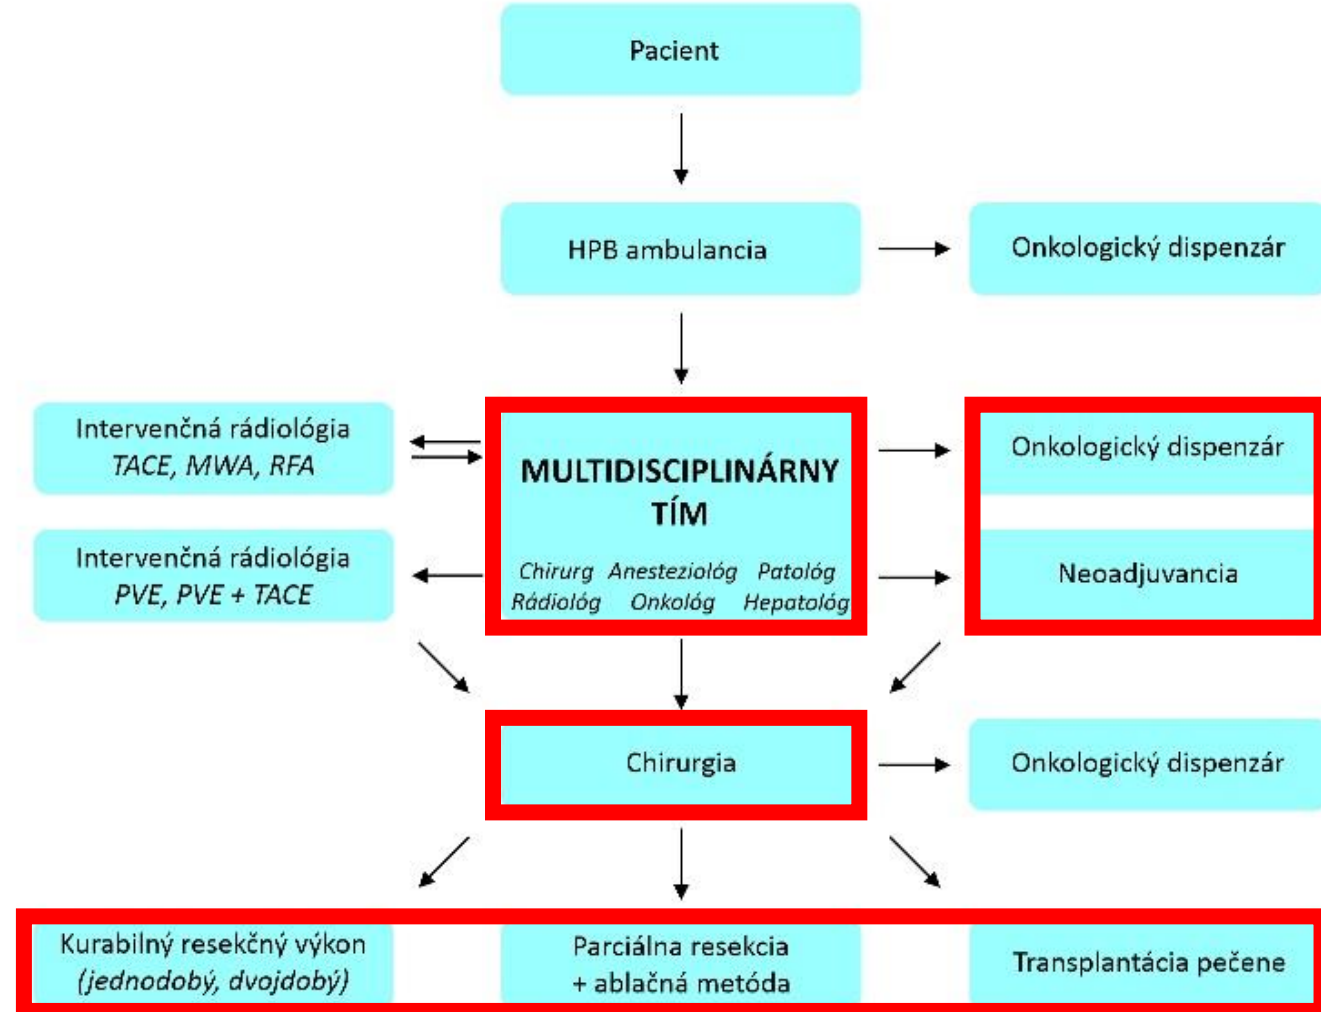 Pacient
HPB ambulancia
Onkologický dispenzár
Intervenčná rádiológia
TACE, MWA, RFA
MULTIDISCIPLINÁRNY
TÍM
Chirurg Anesteziológ Patológ
Rádiológ Onkológ Hepatológ
Onkologický dispenzár
Intervenčná rádiológia
PVE, PVE + TACE
Neoadjuvancia
Chirurgia
Onkologický dispenzár
Kurabilný resekčný výkon
(jednodobý, dvojdobý)
Parciálna resekcia
+ ablačná metóda
Transplantácia pečene